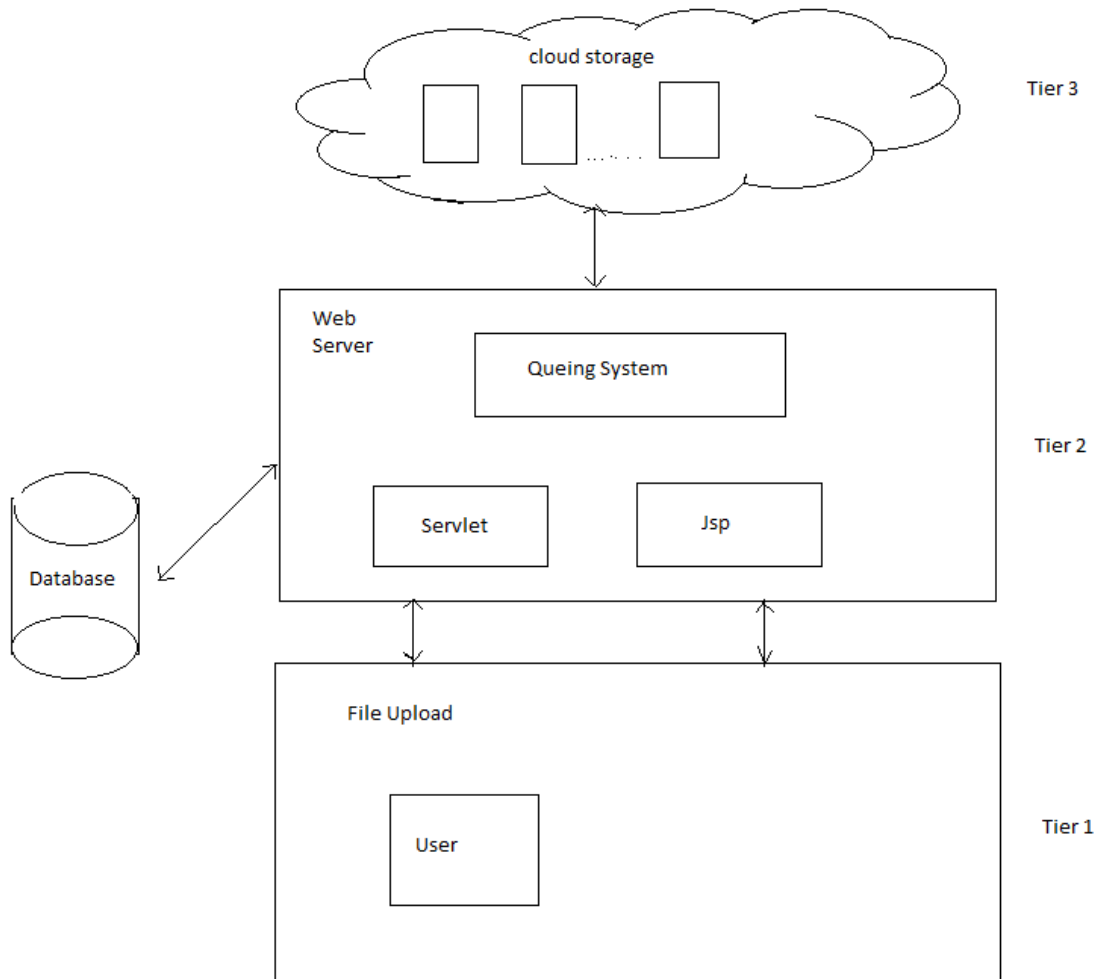 cloud storage
Tier 3
Web
Server
Queing System
Tier 2
Servlet
Jsp
Database
File Upload
User
Tier 1